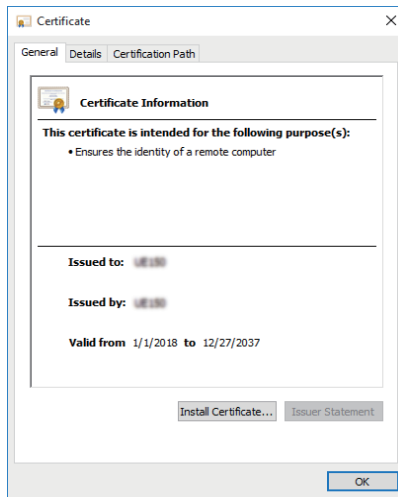 Certificate
General Details Certification Path
Certificate Information
This certificate is intended for the following purpose(s):
• Ensures the identity of a remote computer
Issued to:
Issued by:
Valid from 1/1/2018 to 12/27/2037
Install Certificate... Issuer Statement
OK